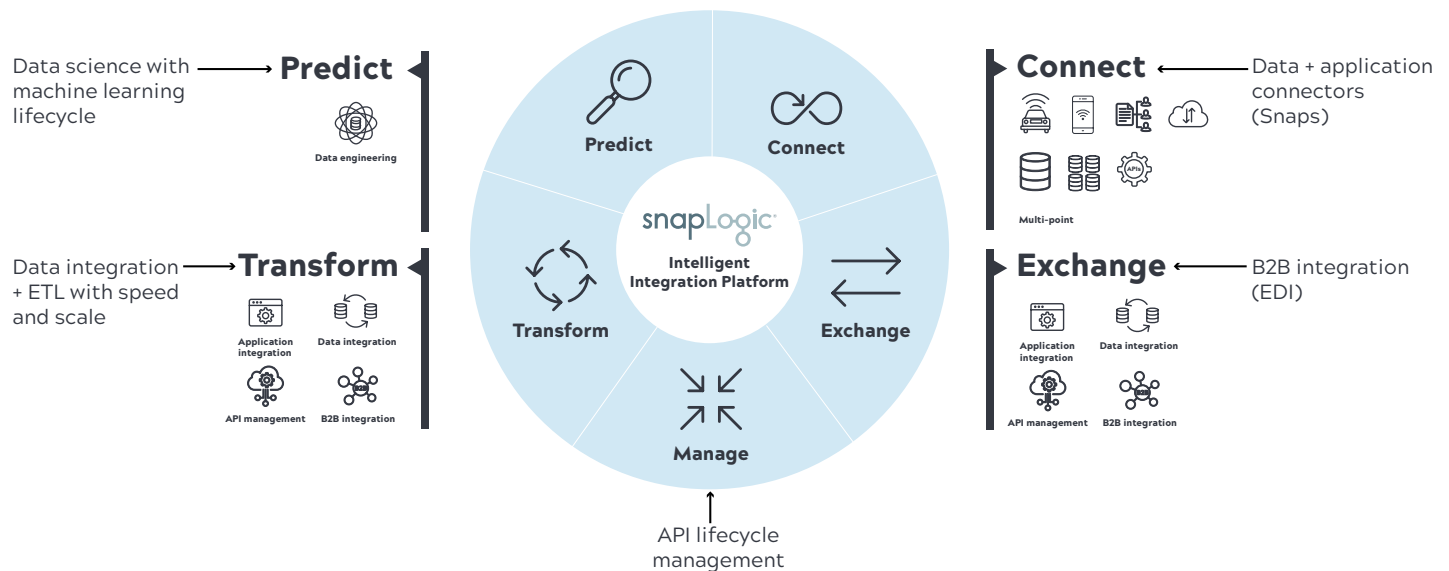 Data science with
machine learning
lifecycle
Predict
Data engineering
Data integration
+ ETL with speed
and scale
Transform
Application
integration
Data integration
API management
B2B
B2B integration
Predict
Connect
snapLogic
Intelligent
Integration Platform
Transform
Exchange
Manage
API lifecycle
management
Connect
APIs
Multi-point
Data + application
connectors
(Snaps)
Exchange
Application
integration
Data integration
API management
B2B
B2B integration
B2B integration
(EDI)